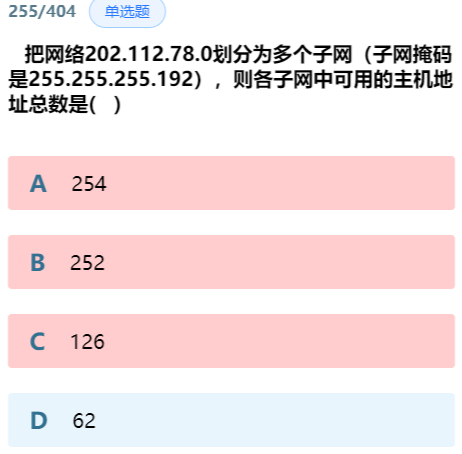 255/404 单选题
把网络202.112.78.0划分为多个子网（子网掩码
是255.255.255.192），则各子网中可用的主机地
址总数是(   )
A 254
B 252
C 126
D 62